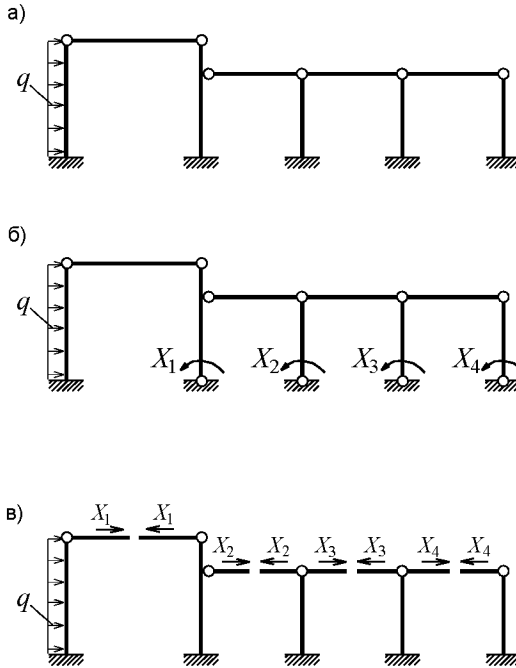 а)
q
б)
q
X1 X2 X3 X4
в)
X1 X1
X2 X2 X3 X3 X4 X4
q